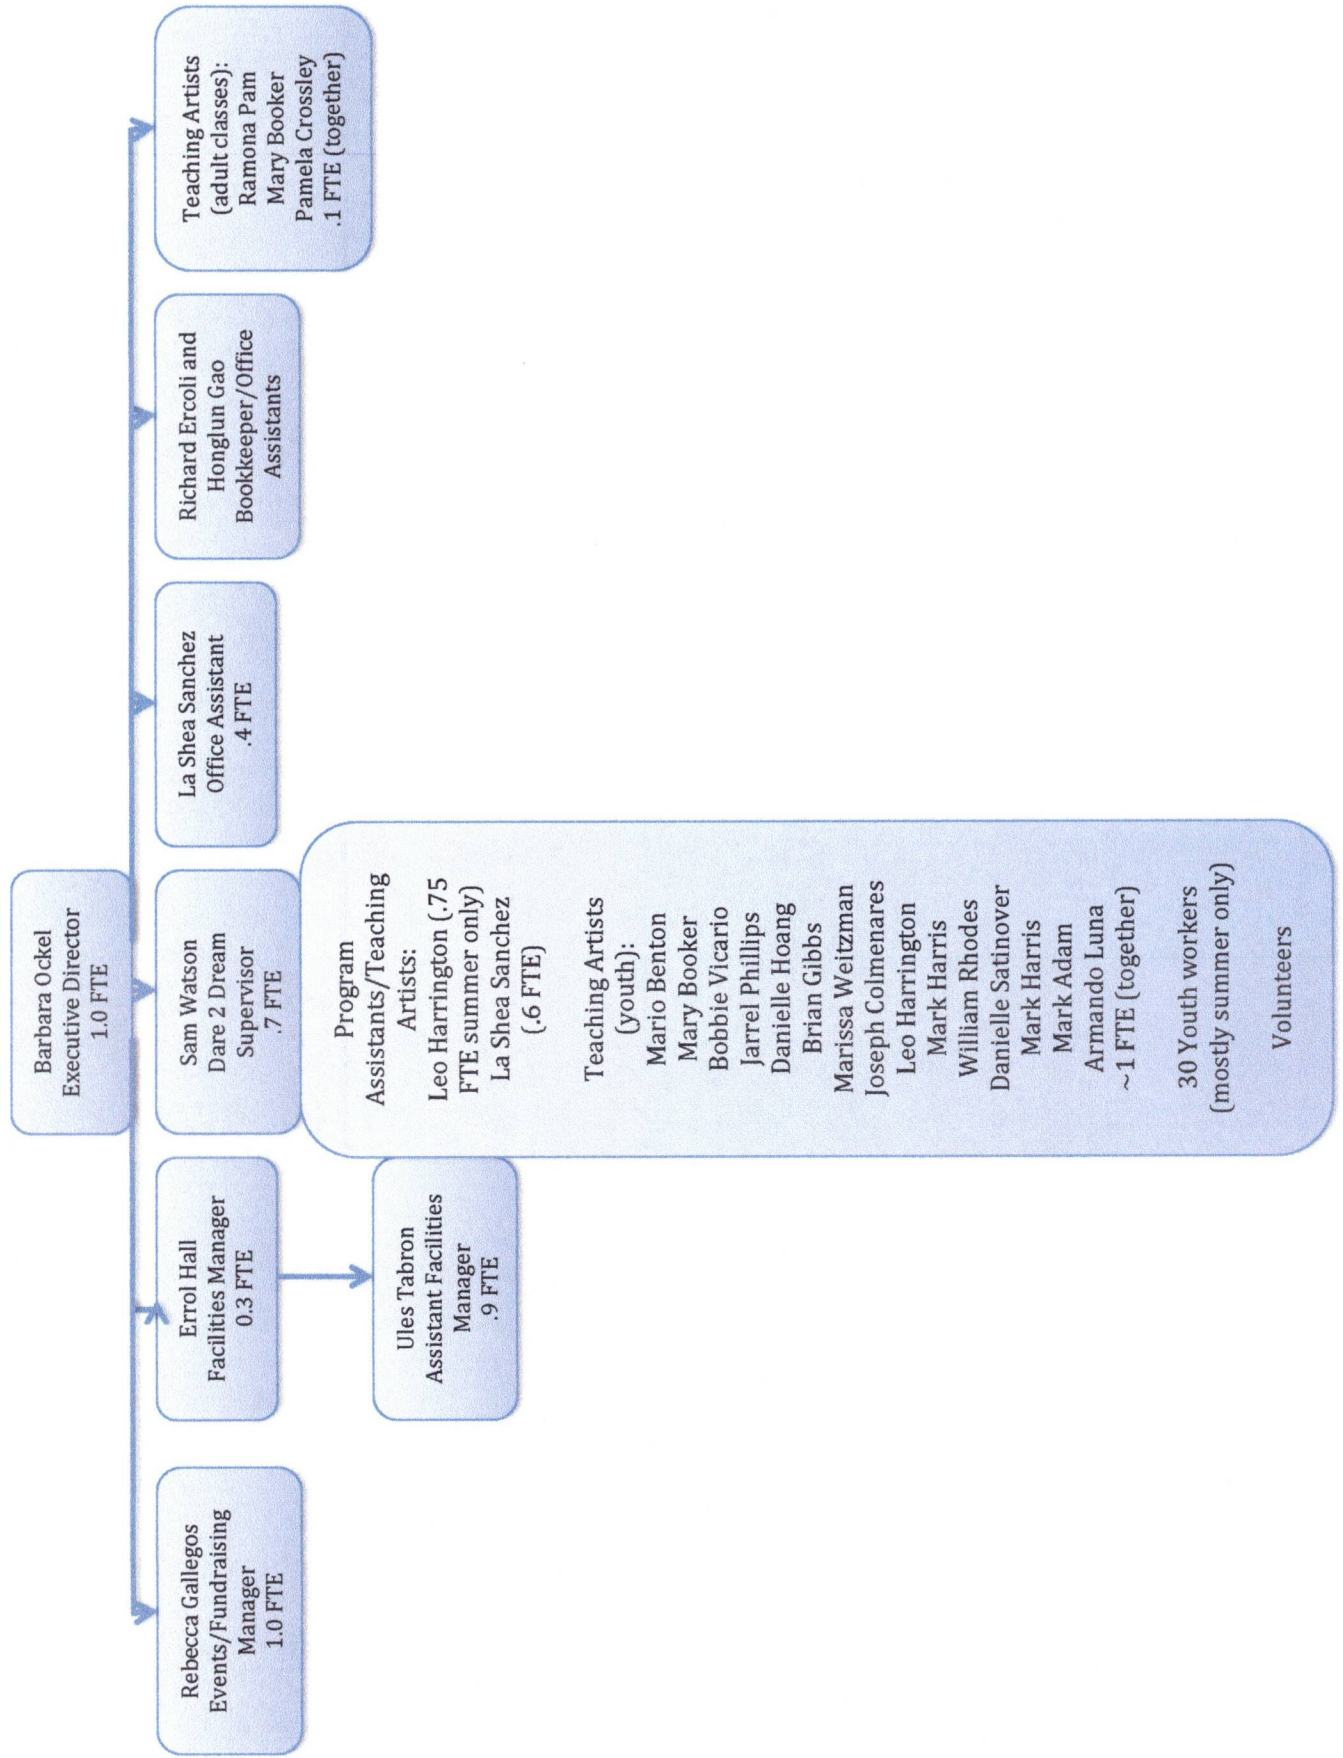 Barbara Ockel
Executive Director
1.0 FTE
Rebecca Gallegos
Events/Fundraising
Manager
1.0 FTE
Errol Hall
Facilities Manager
0.3 FTE
Ules Tabron
Assistant Facilities
Manager
.9 FTE
Sam Watson
Dare 2 Dream
Supervisor
.7 FTE
Program
Assistants/Teaching
Artists:
Leo Harrington (.75
FTE summer only)
La Shea Sanchez
(.6 FTE)
Teaching Artists
(youth):
Mario Benton
Mary Booker
Bobbie Vicario
Jarrel Phillips
Danielle Hoang
Brian Gibbs
Marissa Weitzman
Joseph Colmenares
Leo Harrington
Mark Harris
William Rhodes
Danielle Satinover
Mark Harris
Mark Adam
Armando Luna
~1 FTE (together)
30 Youth workers
(mostly summer only)
Volunteers
La Shea Sanchez
Office Assistant
.4 FTE
Richard Ercoli and
Honglun Gao
Bookkeeper/Office
Assistants
Teaching Artists
(adult classes):
Ramona Pam
Mary Booker
Pamela Crossley
.1 FTE (together)